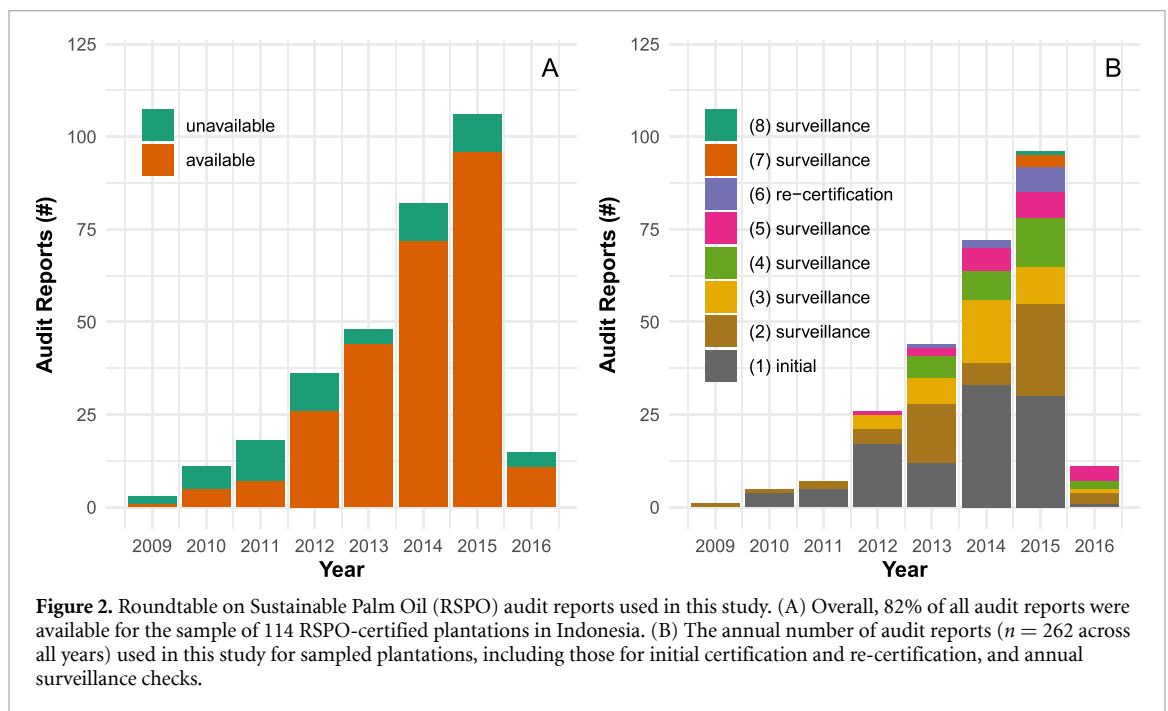 A
125
100
75
50
25
0
Audit Reports (#)
unavailable
available
2009 2010 2011 2012 2013 2014 2015 2016
Year
B
125
100
75
50
25
0
Audit Reports (#)
(8) surveillance
(7) surveillance
(6) re−certification
(5) surveillance
(4) surveillance
(3) surveillance
(2) surveillance
(1) initial
2009 2010 2011 2012 2013 2014 2015 2016
Year
Figure 2. Roundtable on Sustainable Palm Oil (RSPO) audit reports used in this study. (A) Overall, 82% of all audit reports were
available for the sample of 114 RSPO-certified plantations in Indonesia. (B) The annual number of audit reports (n = 262 across
all years) used in this study for sampled plantations, including those for initial certification and re-certification, and annual
surveillance checks.